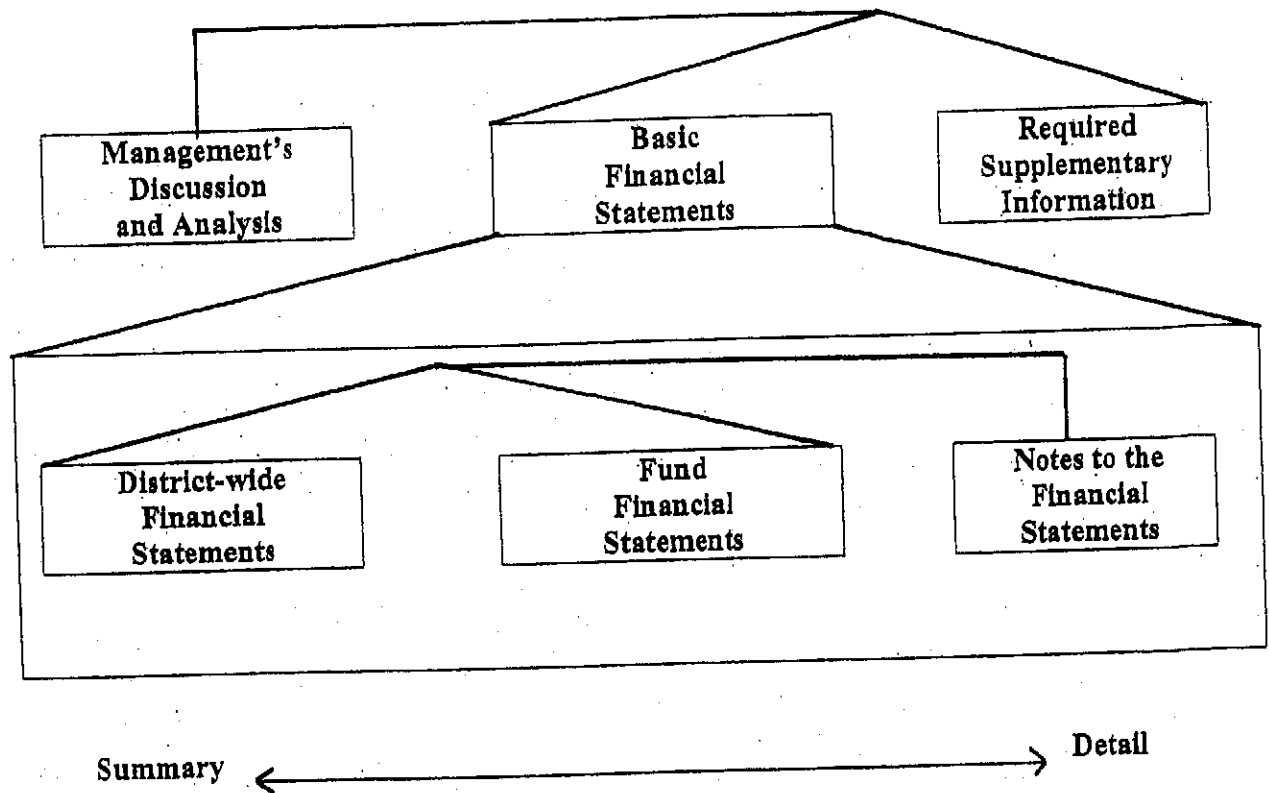 Management's
Discussion
and Analysis
Basic
Financial
Statements
Required
Supplementary
Information
District-wide
Financial
Statements
Fund
Financial
Statements
Notes to the
Financial
Statements
Summary
Detail